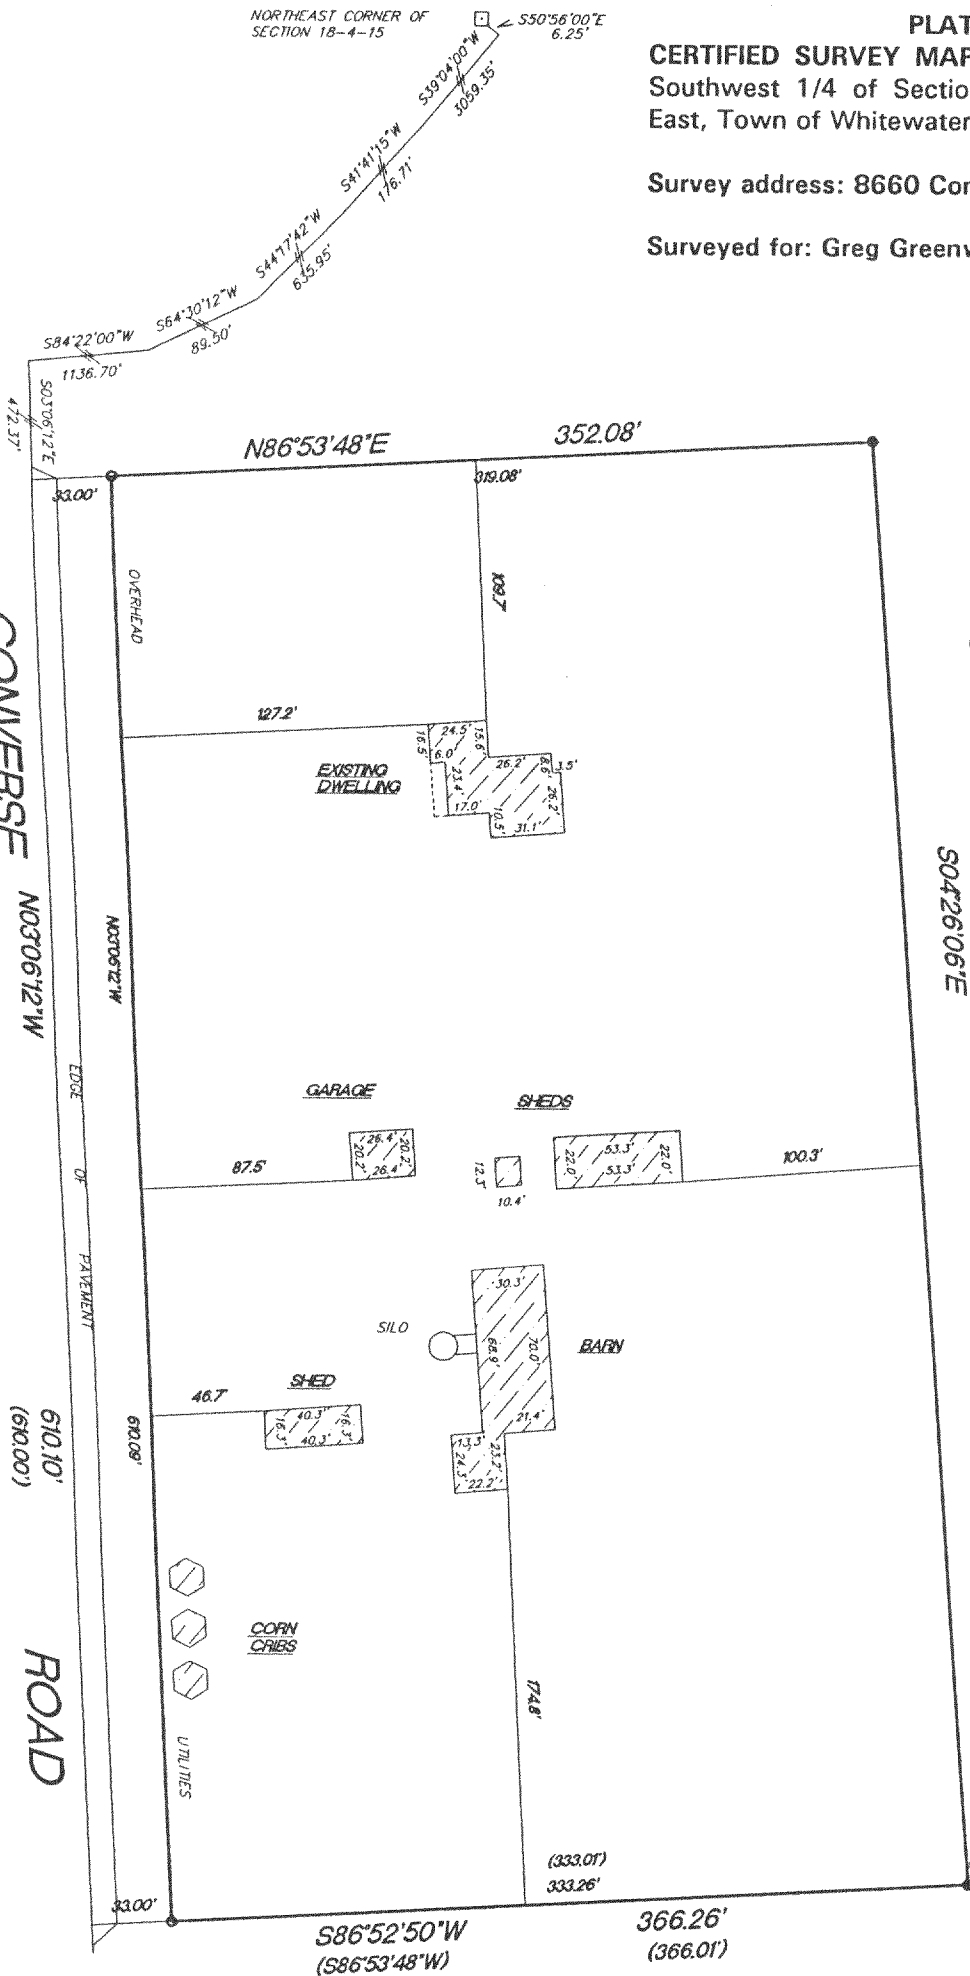 NORTHEAST CORNER OF
SECTION 18-4-15
S50°56'00"E
6.25'
PLAT
CERTIFIED SURVEY MAP
Southwest 1/4 of Sectio
East, Town of Whitewater
Survey address: 8660 Con
Surveyed for: Greg Greenw
S39°04'00"W
3059.35'
S41°41'15"W
176.71'
S44°17'42"W
635.95'
S64°30'12"W
89.50'
S84°22'00"W
1136.70'
S03°06'12"E
472.37'
N86°53'48"E
352.08'
33.00'
319.08'
OVERHEAD
109.7'
127.2'
EXISTING
DWELLING
24.5'
16.5'
15.6'
6.0'
23.4'
17.0'
26.2'
8.6'
3.5'
26.2'
10.5'
31.1'
CONVERSE
N03°06'12"W
N03°06'12"W
S04°26'06"E
EDGE
OF
PAVEMENT
GARAGE
26.4'
20.2'
20.2'
26.4'
87.5'
SHEDS
12.3'
10.4'
53.3'
22.0'
22.0'
53.3'
100.3'
SILO
BARN
30.3'
68.9'
70.0'
21.4'
13.3'
24.3'
23.2'
22.2'
SHED
46.7'
40.3'
16.3'
16.3'
40.3'
610.09'
610.10'
(610.00')
CORN
CRIBS
UTILITIES
174.8'
ROAD
33.00'
(333.01')
333.26'
S86°52'50"W
(S86°53'48"W)
366.26'
(366.01')